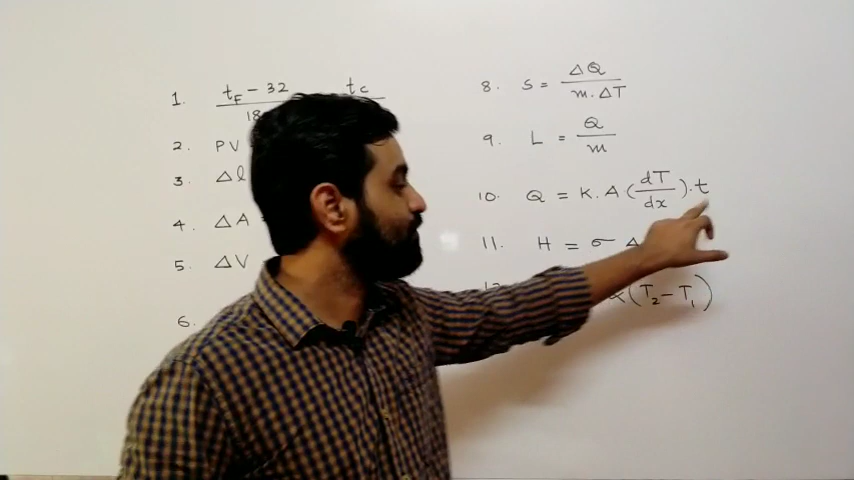 1. t_F - 32 / 18 t_C
2. PV
3. Δl
4. ΔA
5. ΔV
6.
8. S = ΔQ / m.ΔT
9. L = Q / m
10. Q = K.A (dT/dx).t
11. H = σ A
(T₂ - T₁)